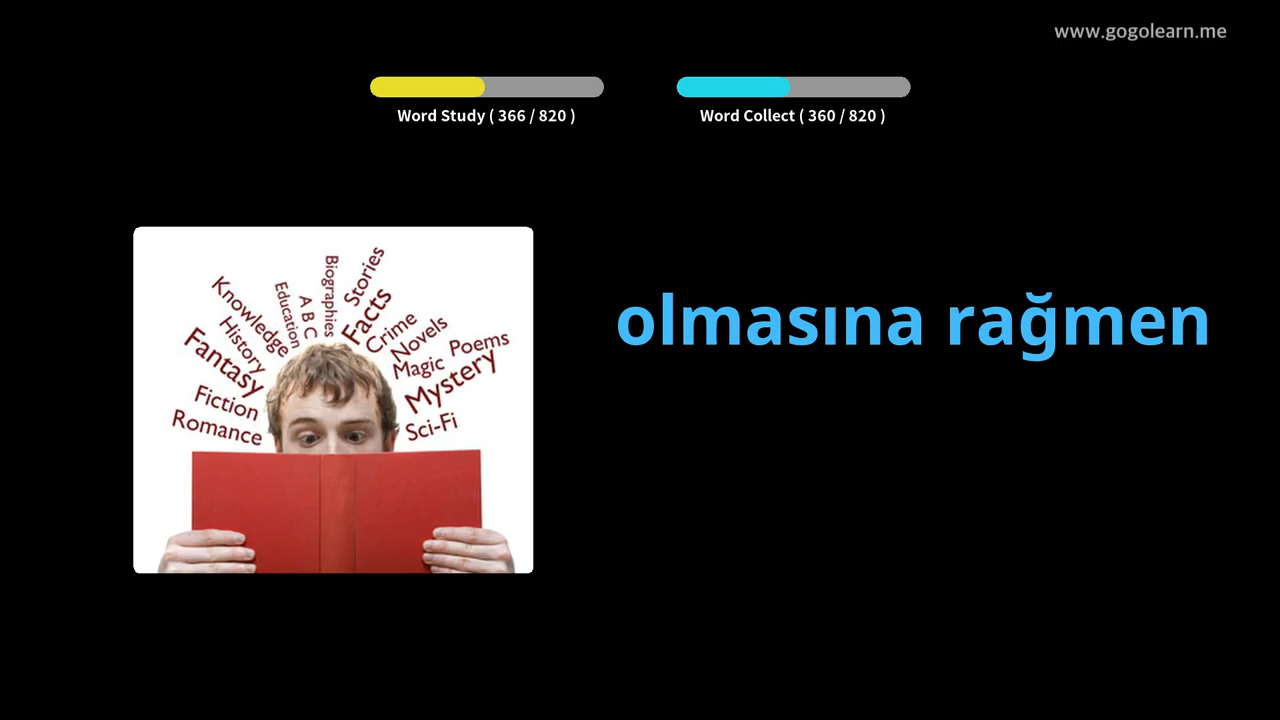 www.gogolearn.me
Word Study ( 366 / 820 )
Word Collect ( 360 / 820 )
olmasına rağmen
Biographies
Stories
Education
A B C
Facts
Knowledge
Crime
History
Novels
Fantasy
Magic
Poems
Mystery
Fiction
Romance
Sci-Fi